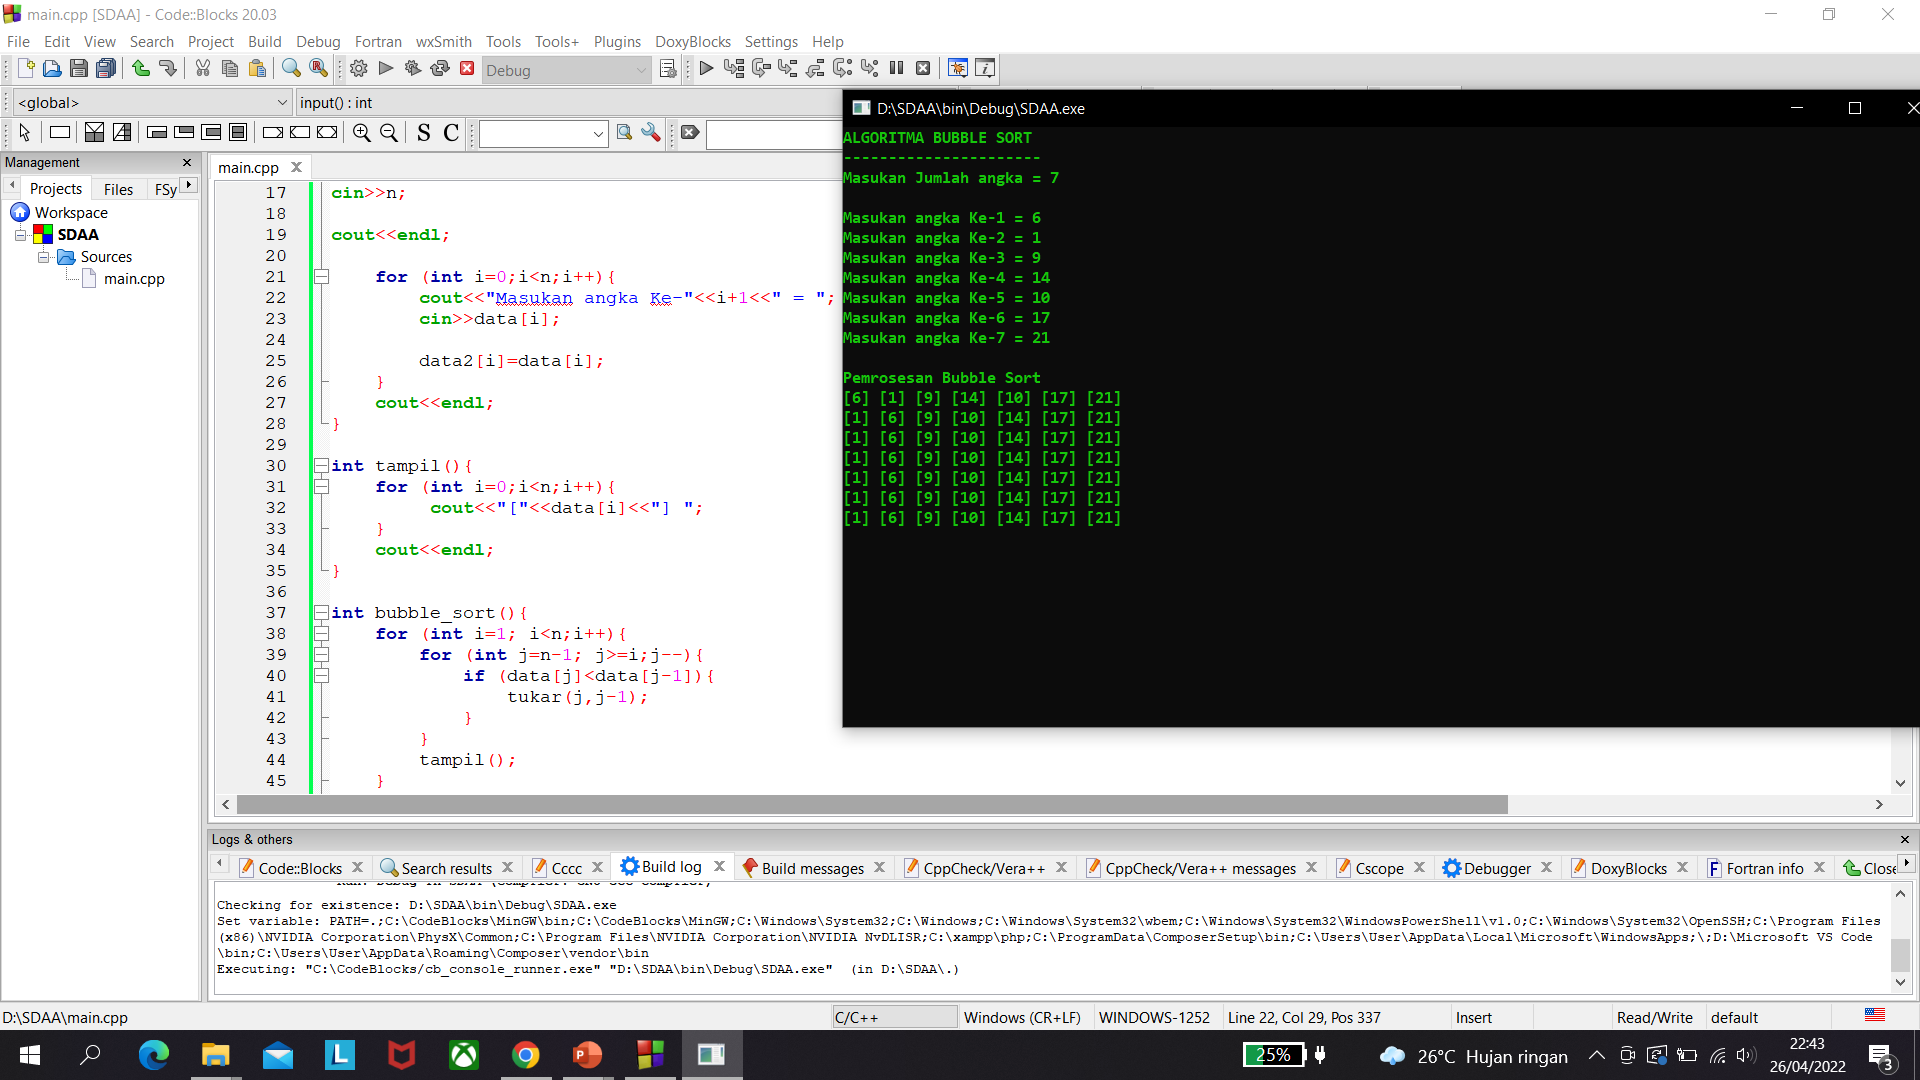 main.cpp [SDAA] - Code::Blocks 20.03
File Edit View Search Project Build Debug Fortran wxSmith Tools Tools+ Plugins DoxyBlocks Settings Help
Debug
<global>
input() : int
S C
Management
Projects Files FSy
Workspace
SDAA
Sources
main.cpp
main.cpp
17 cin>>n;
18
19 cout<<endl;
20
21 for (int i=0;i<n;i++){
22 cout<<"Masukan angka Ke-"<<i+1<<" = ";
23 cin>>data[i];
24
25 data2[i]=data[i];
26 }
27 cout<<endl;
28 }
29
30 int tampil(){
31 for (int i=0;i<n;i++){
32 cout<<"["<<data[i]<<"] ";
33 }
34 cout<<endl;
35 }
36
37 int bubble_sort(){
38 for (int i=1; i<n;i++){
39 for (int j=n-1; j>=i;j--){
40 if (data[j]<data[j-1]){
41 tukar(j,j-1);
42 }
43 }
44 tampil();
45 }
D:\SDAA\bin\Debug\SDAA.exe
ALGORITMA BUBBLE SORT
----------------------
Masukan Jumlah angka = 7
Masukan angka Ke-1 = 6
Masukan angka Ke-2 = 1
Masukan angka Ke-3 = 9
Masukan angka Ke-4 = 14
Masukan angka Ke-5 = 10
Masukan angka Ke-6 = 17
Masukan angka Ke-7 = 21
Pemrosesan Bubble Sort
[6] [1] [9] [14] [10] [17] [21]
[1] [6] [9] [10] [14] [17] [21]
[1] [6] [9] [10] [14] [17] [21]
[1] [6] [9] [10] [14] [17] [21]
[1] [6] [9] [10] [14] [17] [21]
[1] [6] [9] [10] [14] [17] [21]
[1] [6] [9] [10] [14] [17] [21]
Logs & others
Code::Blocks Search results Cccc Build log Build messages CppCheck/Vera++ CppCheck/Vera++ messages Cscope Debugger DoxyBlocks Fortran info Close
Checking for existence: D:\SDAA\bin\Debug\SDAA.exe
Set variable: PATH=.;C:\CodeBlocks\MinGW\bin;C:\CodeBlocks\MinGW;C:\Windows\System32;C:\Windows;C:\Windows\System32\wbem;C:\Windows\System32\WindowsPowerShell\v1.0;C:\Windows\System32\OpenSSH;C:\Program Files
(x86)\NVIDIA Corporation\PhysX\Common;C:\Program Files\NVIDIA Corporation\NVIDIA NvDLISR;C:\xampp\php;C:\ProgramData\ComposerSetup\bin;C:\Users\User\AppData\Local\Microsoft\WindowsApps;\;D:\Microsoft VS Code
\bin;C:\Users\User\AppData\Roaming\Composer\vendor\bin
Executing: "C:\CodeBlocks/cb_console_runner.exe" "D:\SDAA\bin\Debug\SDAA.exe" (in D:\SDAA\.)
D:\SDAA\main.cpp
C/C++ Windows (CR+LF) WINDOWS-1252 Line 22, Col 29, Pos 337 Insert Read/Write default
25% 26°C Hujan ringan
22:43
26/04/2022
3